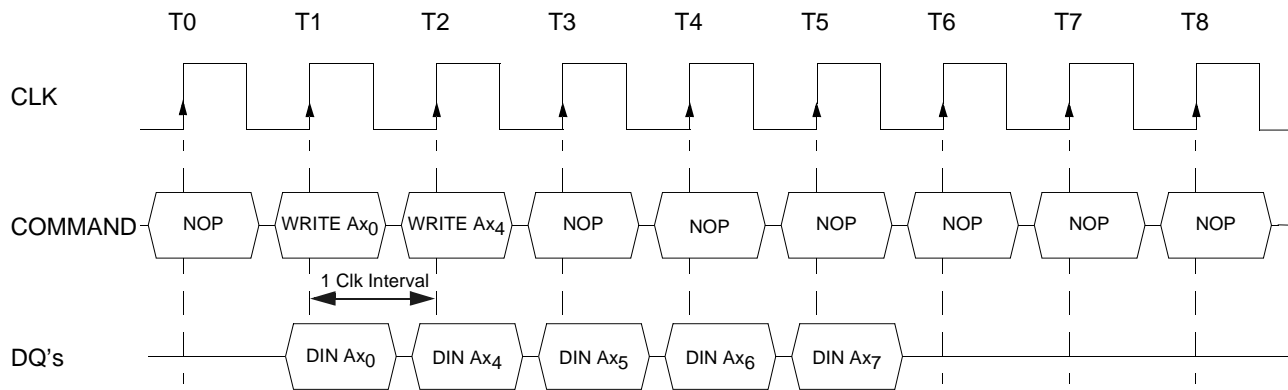 T0 T1 T2 T3 T4 T5 T6 T7 T8
CLK
COMMAND NOP WRITE Ax0 WRITE Ax4 NOP NOP NOP NOP NOP NOP
1 Clk Interval
DQ's DIN Ax0 DIN Ax4 DIN Ax5 DIN Ax6 DIN Ax7